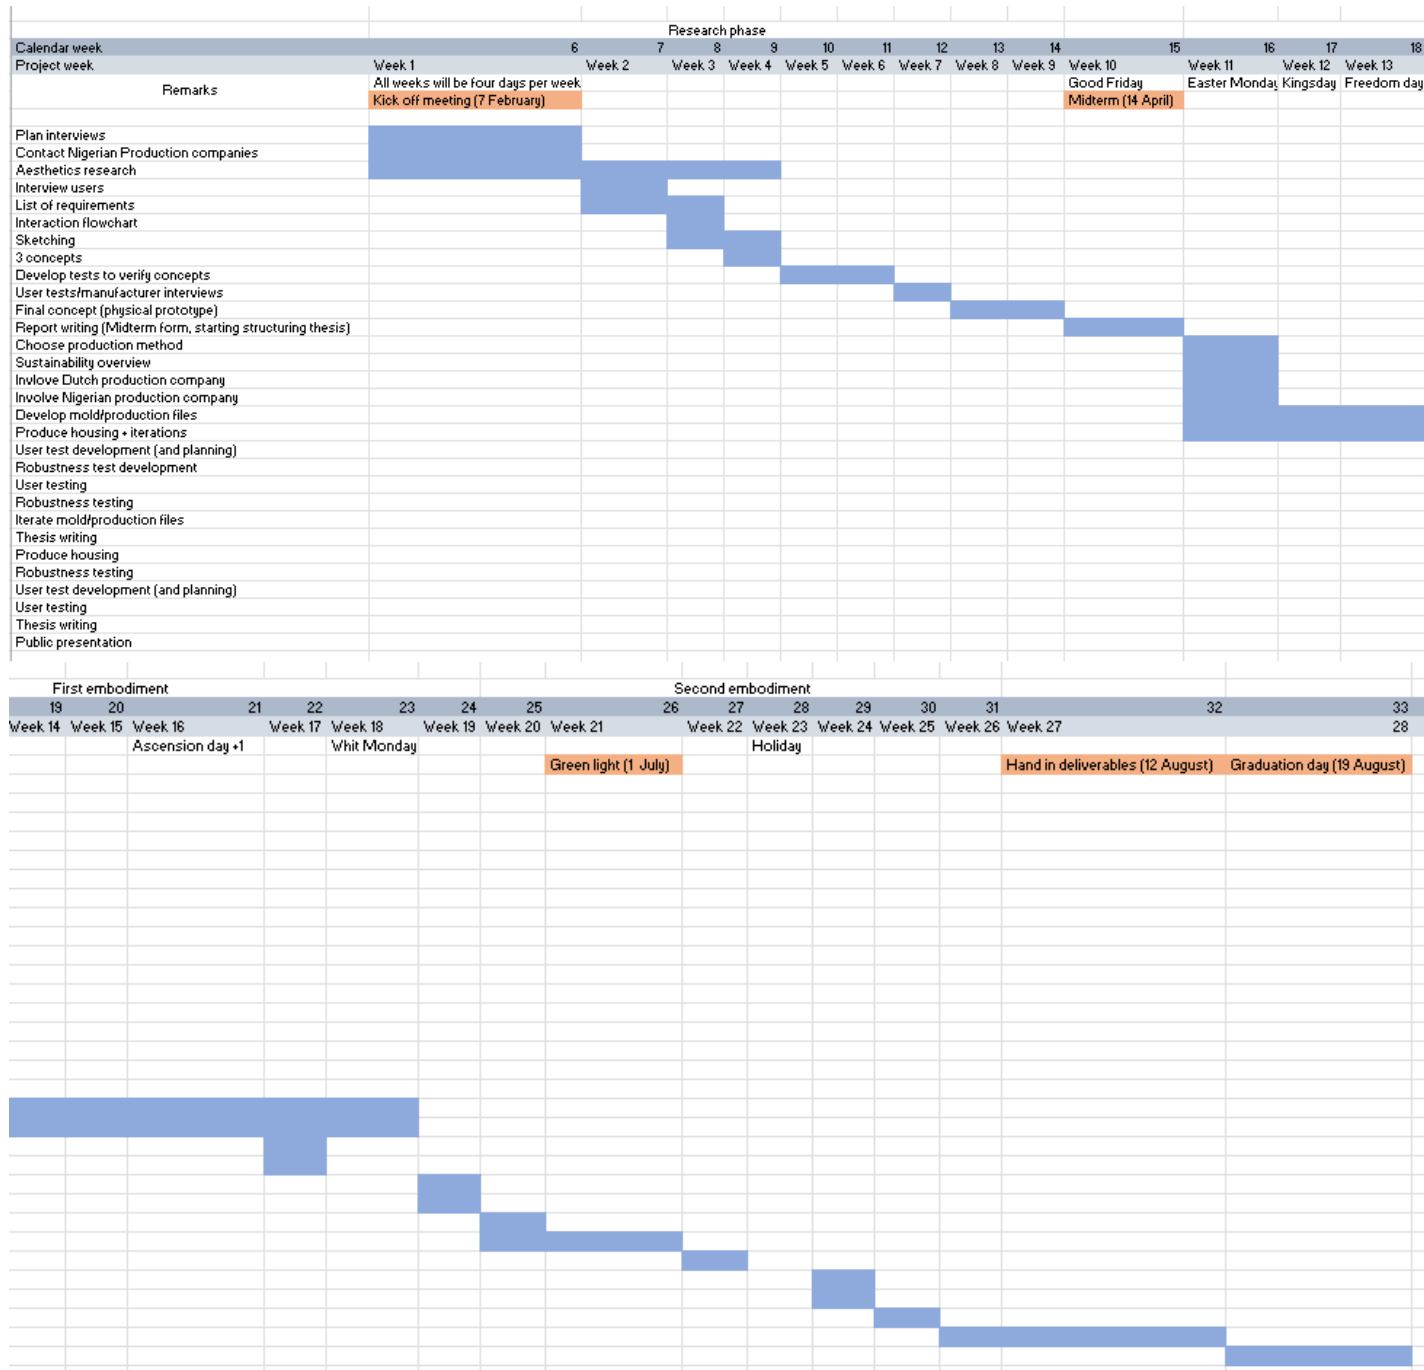 Research phase
Calendar week 6 7 8 9 10 11 12 13 14 15 16 17 18
Project week Week 1 Week 2 Week 3 Week 4 Week 5 Week 6 Week 7 Week 8 Week 9 Week 10 Week 11 Week 12 Week 13
Remarks
All weeks will be four days per week Good Friday Easter Monday Kingsday Freedom day
Kick off meeting (7 February) Midterm (14 April)
Plan interviews
Contact Nigerian Production companies
Aesthetics research
Interview users
List of requirements
Interaction flowchart
Sketching
3 concepts
Develop tests to verify concepts
User tests/manufacturer interviews
Final concept (physical prototype)
Report writing (Midterm form, starting structuring thesis)
Choose production method
Sustainability overview
Invlove Dutch production company
Involve Nigerian production company
Develop mold/production files
Produce housing + iterations
User test development (and planning)
Robustness test development
User testing
Robustness testing
Iterate mold/production files
Thesis writing
Produce housing
Robustness testing
User test development (and planning)
User testing
Thesis writing
Public presentation
First embodiment Second embodiment
19 20 21 22 23 24 25 26 27 28 29 30 31 32 33
Week 14 Week 15 Week 16 Week 17 Week 18 Week 19 Week 20 Week 21 Week 22 Week 23 Week 24 Week 25 Week 26 Week 27 28
Ascension day +1 Whit Monday Holiday
Green light (1 July) Hand in deliverables (12 August) Graduation day (19 August)